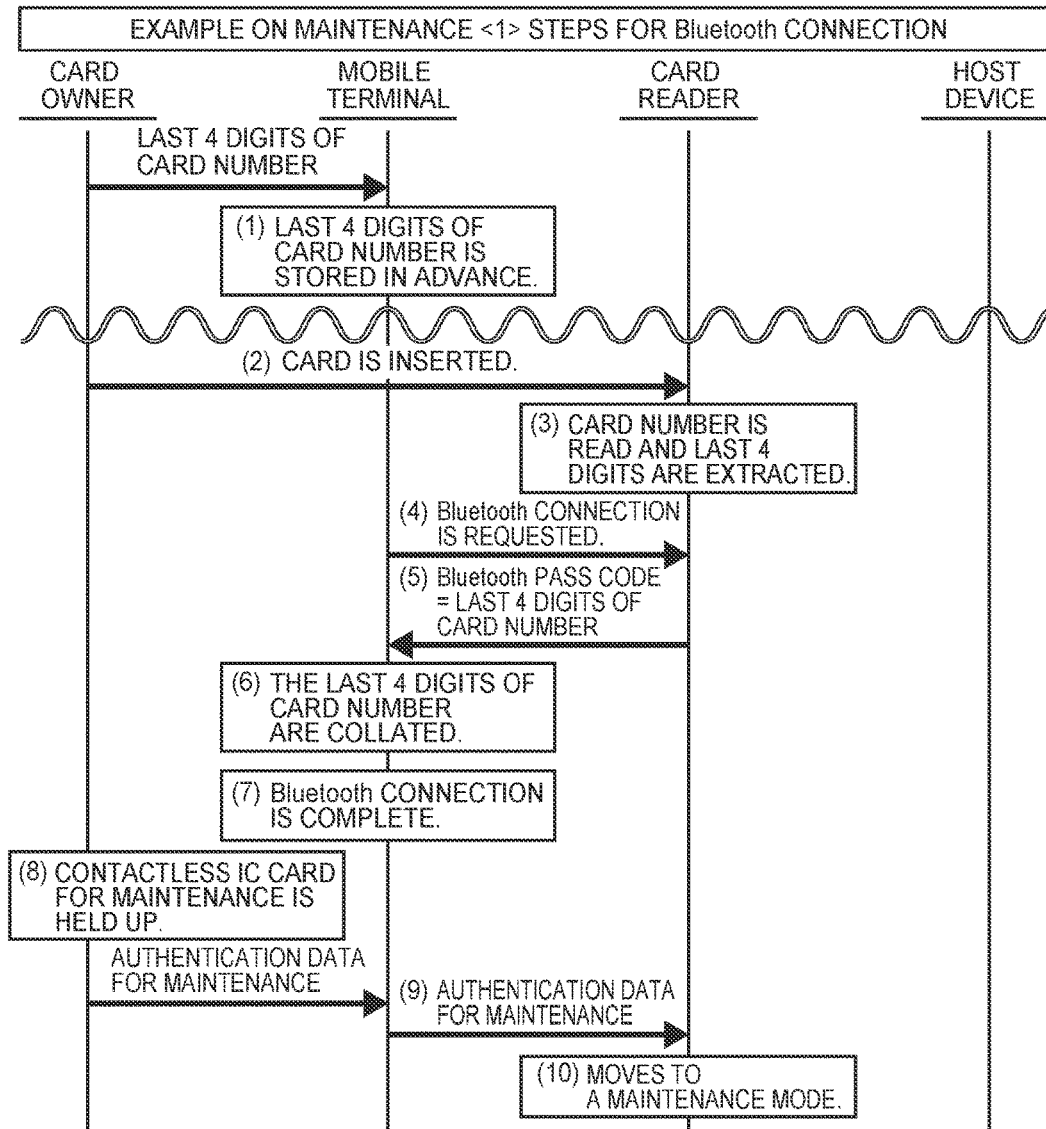 EXAMPLE ON MAINTENANCE <1> STEPS FOR Bluetooth CONNECTION
CARD
OWNER
MOBILE
TERMINAL
CARD
READER
HOST
DEVICE
LAST 4 DIGITS OF
CARD NUMBER
(1) LAST 4 DIGITS OF
CARD NUMBER IS
STORED IN ADVANCE.
(2) CARD IS INSERTED.
(3) CARD NUMBER IS
READ AND LAST 4
DIGITS ARE EXTRACTED.
(4) Bluetooth CONNECTION
IS REQUESTED.
(5) Bluetooth PASS CODE
= LAST 4 DIGITS OF
CARD NUMBER
(6) THE LAST 4 DIGITS OF
CARD NUMBER
ARE COLLATED.
(7) Bluetooth CONNECTION
IS COMPLETE.
(8) CONTACTLESS IC CARD
FOR MAINTENANCE IS
HELD UP.
AUTHENTICATION DATA
FOR MAINTENANCE
(9) AUTHENTICATION DATA
FOR MAINTENANCE
(10) MOVES TO
A MAINTENANCE MODE.